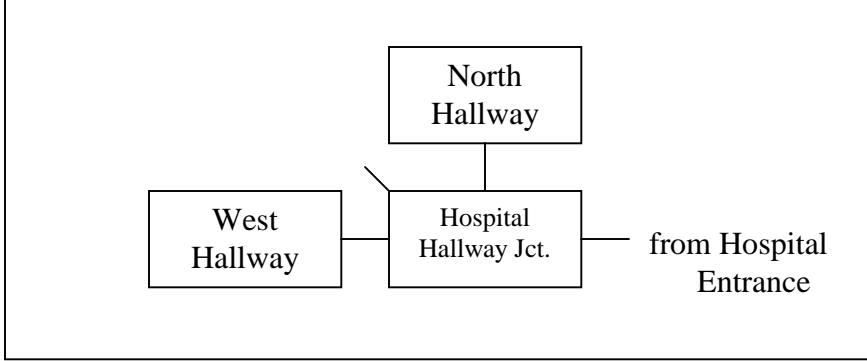 North
Hallway
West
Hallway
Hospital
Hallway Jct.
from Hospital
Entrance